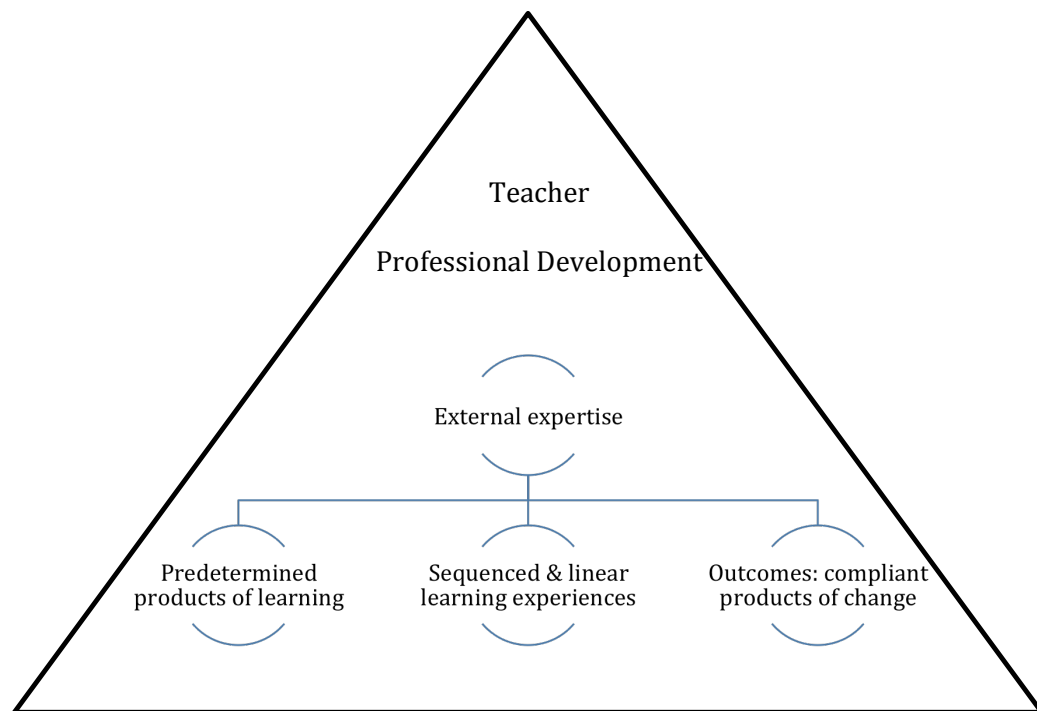 Teacher
Professional Development
External expertise
Predetermined
products of learning
Sequenced & linear
learning experiences
Outcomes: compliant
products of change